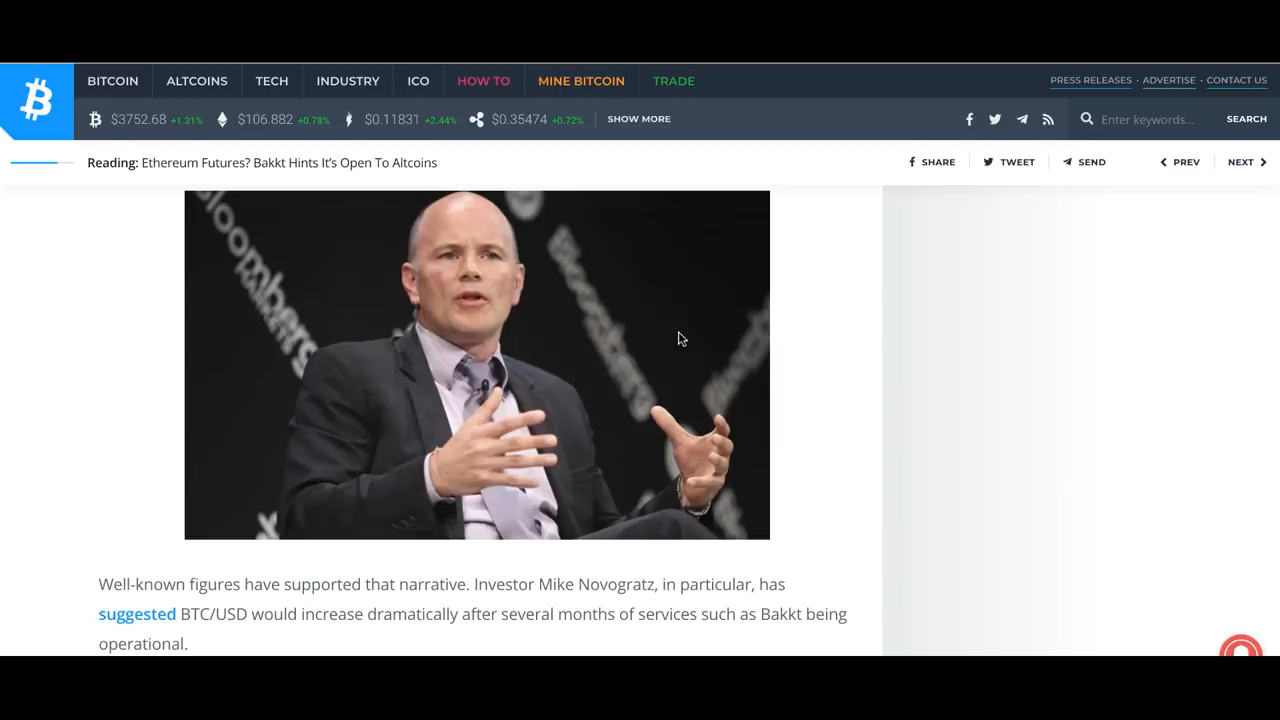 BITCOIN ALTCOINS TECH INDUSTRY ICO HOW TO MINE BITCOIN TRADE PRESS RELEASES · ADVERTISE · CONTACT US
$3752.68 +1.31% $106.882 +0.78% $0.11831 +2.44% $0.35474 +0.72% SHOW MORE Enter keywords... SEARCH
Reading: Ethereum Futures? Bakkt Hints It's Open To Altcoins SHARE TWEET SEND PREV NEXT
Bloomberg
Bloomberg
Well-known figures have supported that narrative. Investor Mike Novogratz, in particular, has
suggested BTC/USD would increase dramatically after several months of services such as Bakkt being
operational.